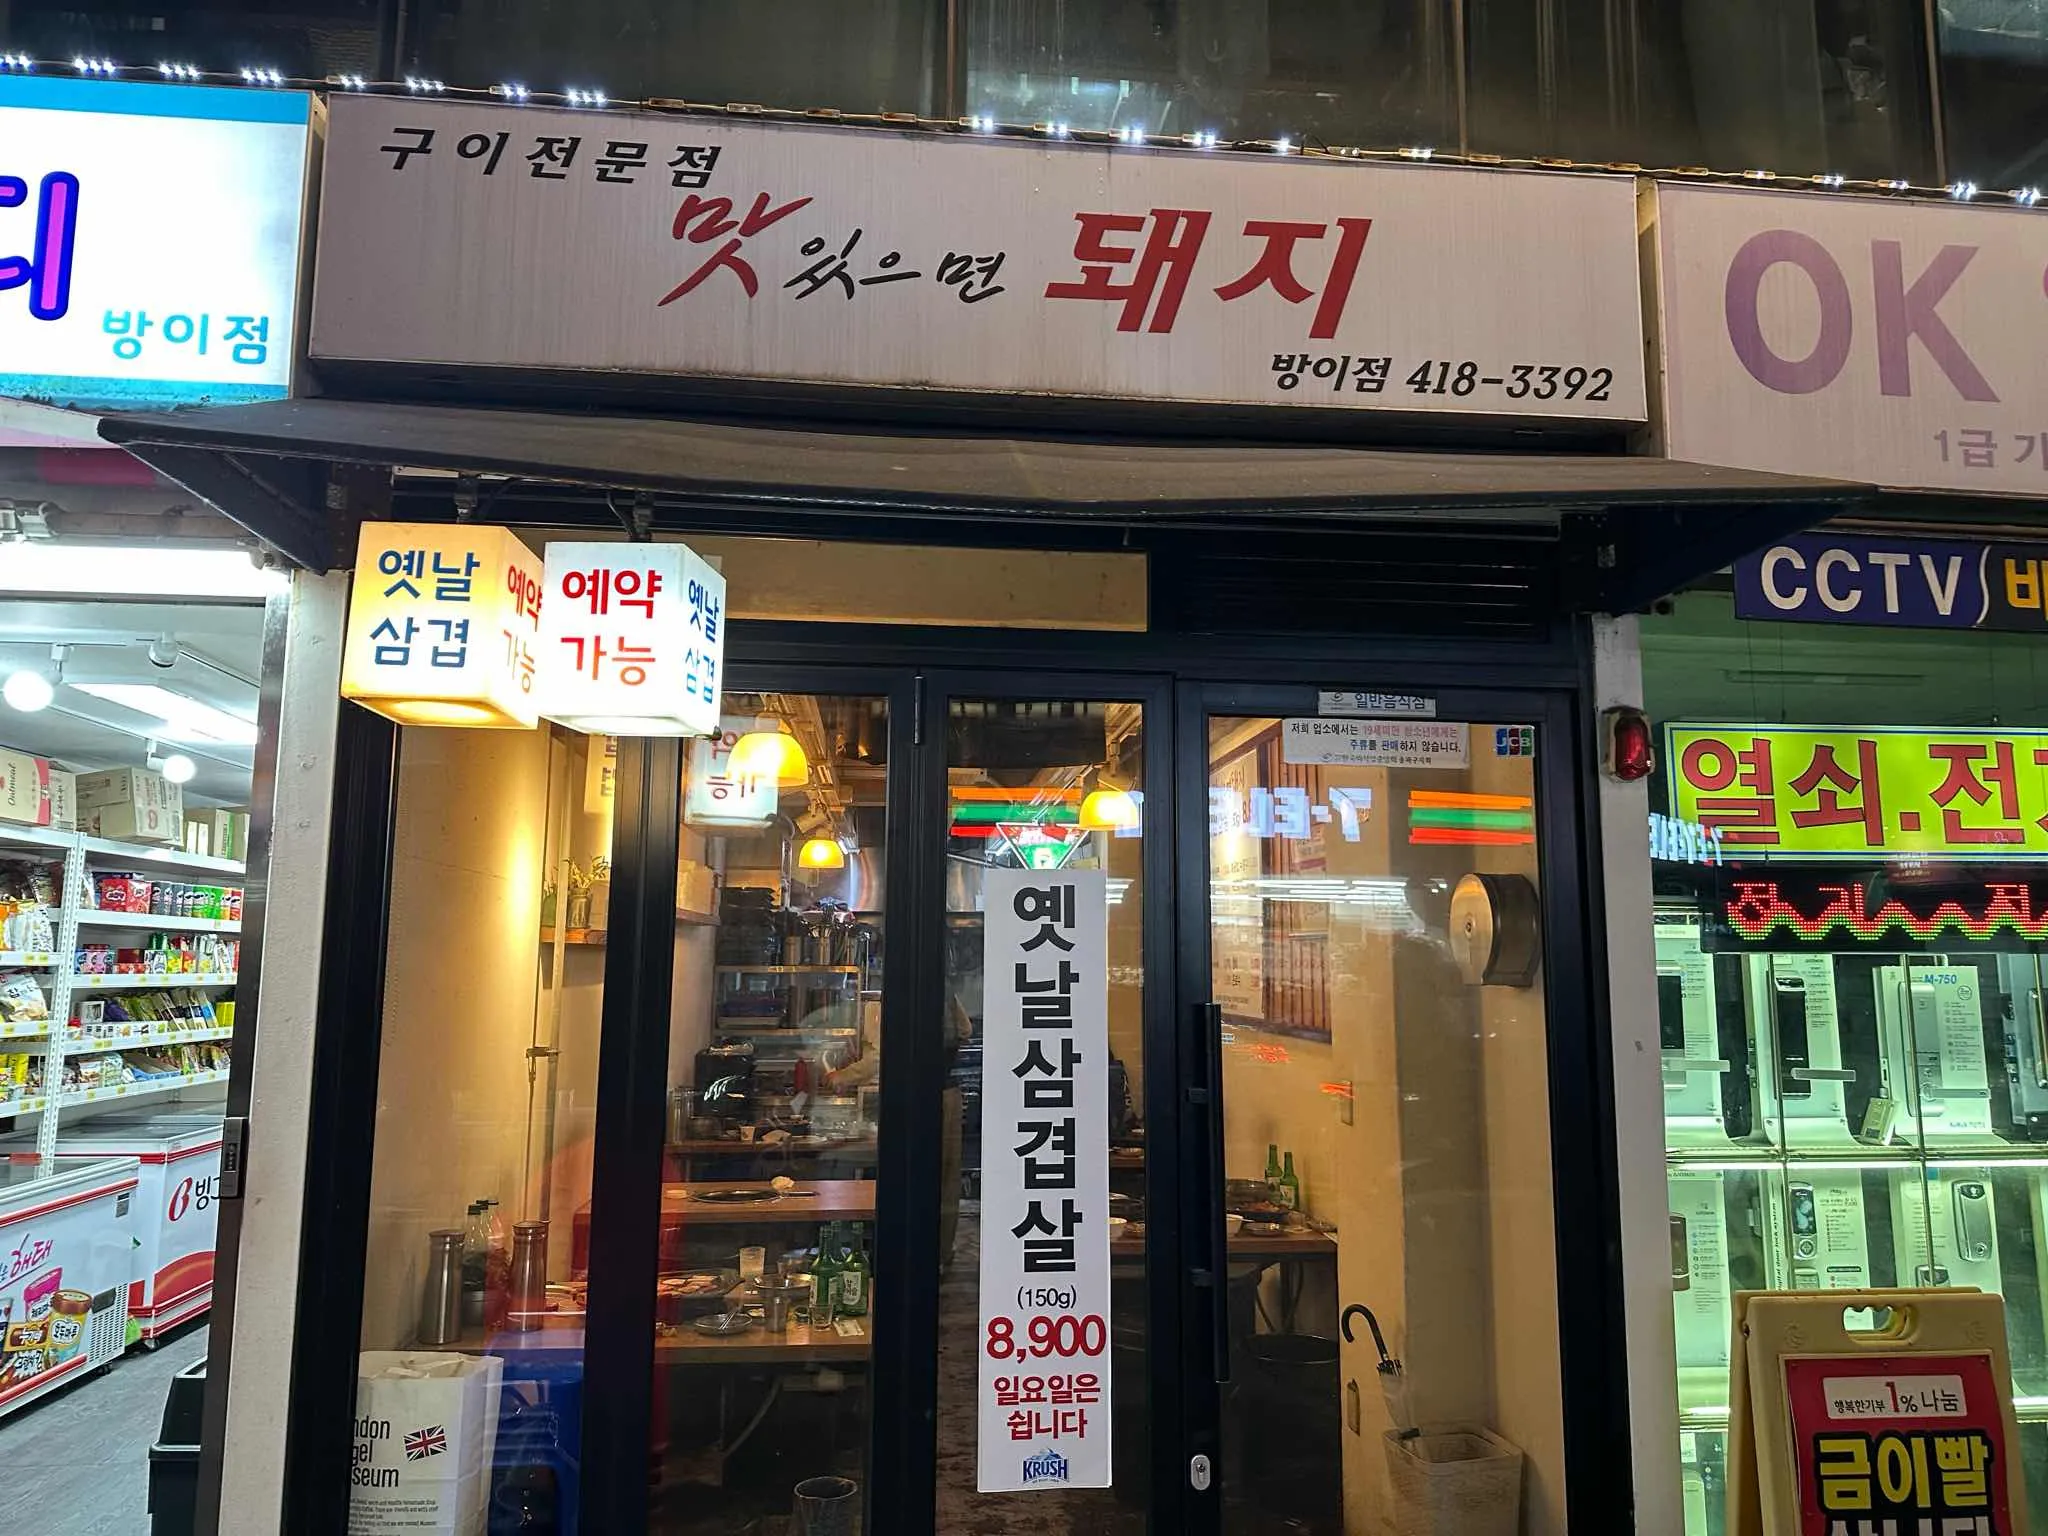 디
방이점
구이전문점
맛있으면 돼지
방이점 418-3392
OK
1급
옛날
삼겹
예약
가능
예약
가능
옛날
삼겹
CCTV
일반음식점
저희 업소에서는 19세미만 청소년에게는
주류를 판매하지 않습니다.
JCB
열쇠.전
M-750
옛날삼겹살
(150g)
8,900
일요일은
쉽니다
KRUSH
해태
행복한기부 1% 나눔
금이빨